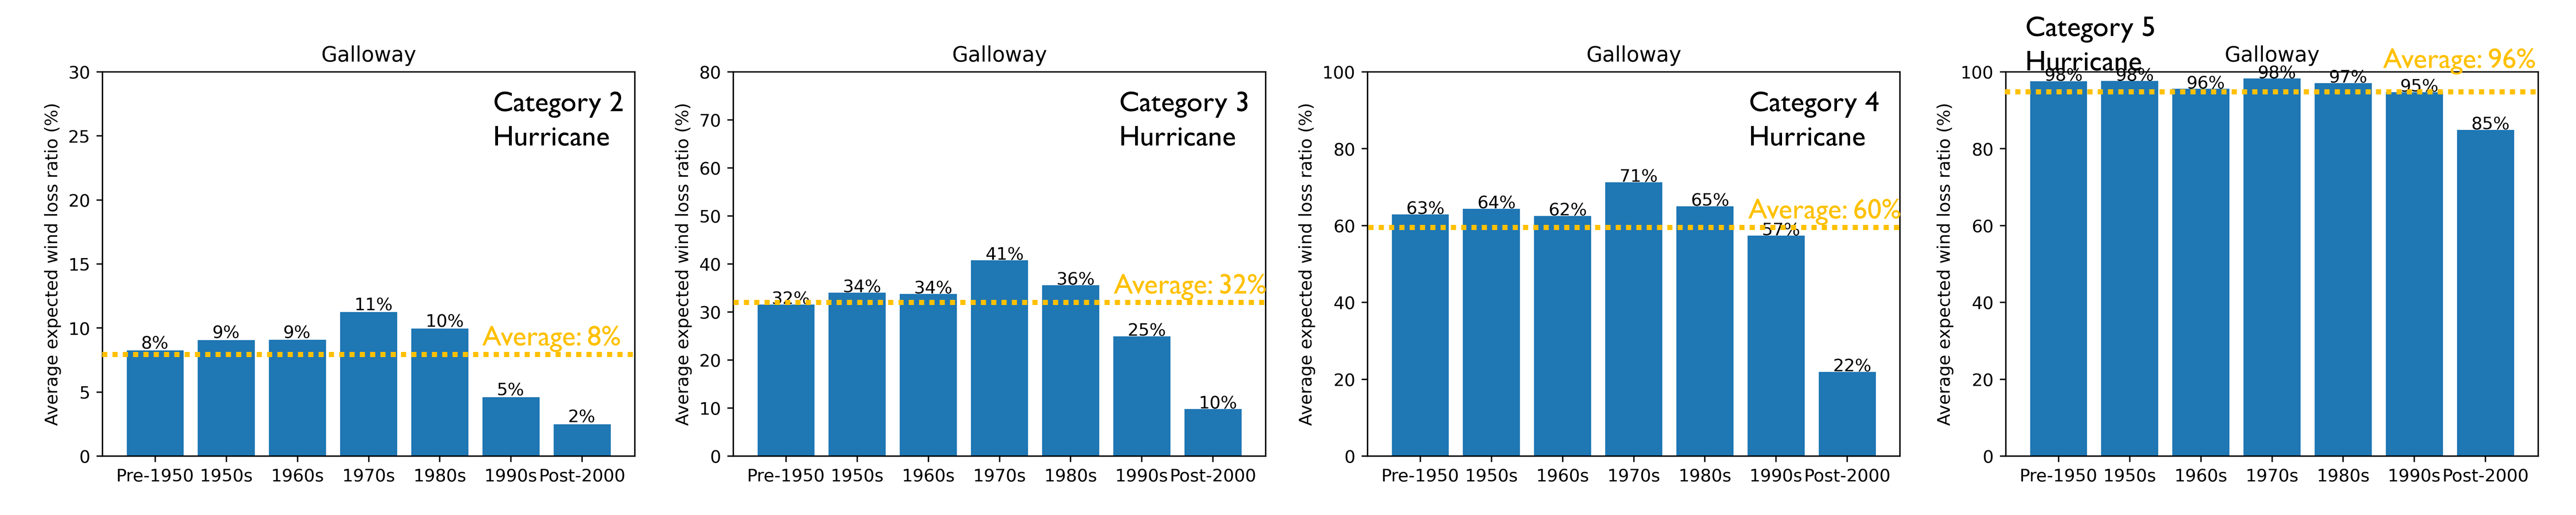 Galloway
Average expected wind loss ratio (%)
30
25
20
15
10
5
0
Category 2
Hurricane
8%
9%
9%
11%
10%
5%
2%
Average: 8%
Pre-1950 1950s 1960s 1970s 1980s 1990s Post-2000
Galloway
Average expected wind loss ratio (%)
80
70
60
50
40
30
20
10
0
Category 3
Hurricane
32%
34%
34%
41%
36%
25%
10%
Average: 32%
Pre-1950 1950s 1960s 1970s 1980s 1990s Post-2000
Galloway
Average expected wind loss ratio (%)
100
80
60
40
20
0
Category 4
Hurricane
63%
64%
62%
71%
65%
57%
22%
Average: 60%
Pre-1950 1950s 1960s 1970s 1980s 1990s Post-2000
Category 5
Hurricane
Galloway
Average: 96%
Average expected wind loss ratio (%)
100
80
60
40
20
0
98%
98%
96%
98%
97%
95%
85%
Pre-1950 1950s 1960s 1970s 1980s 1990s Post-2000